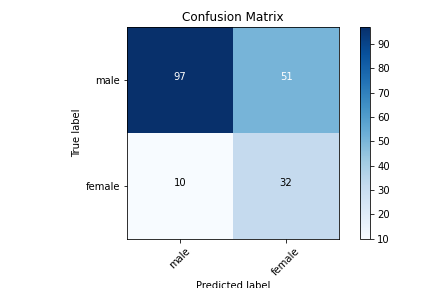 Confusion Matrix
male 97 51 90
80
70
60
True label
50
40
female 10 32 30
20
10
male female
Predicted label